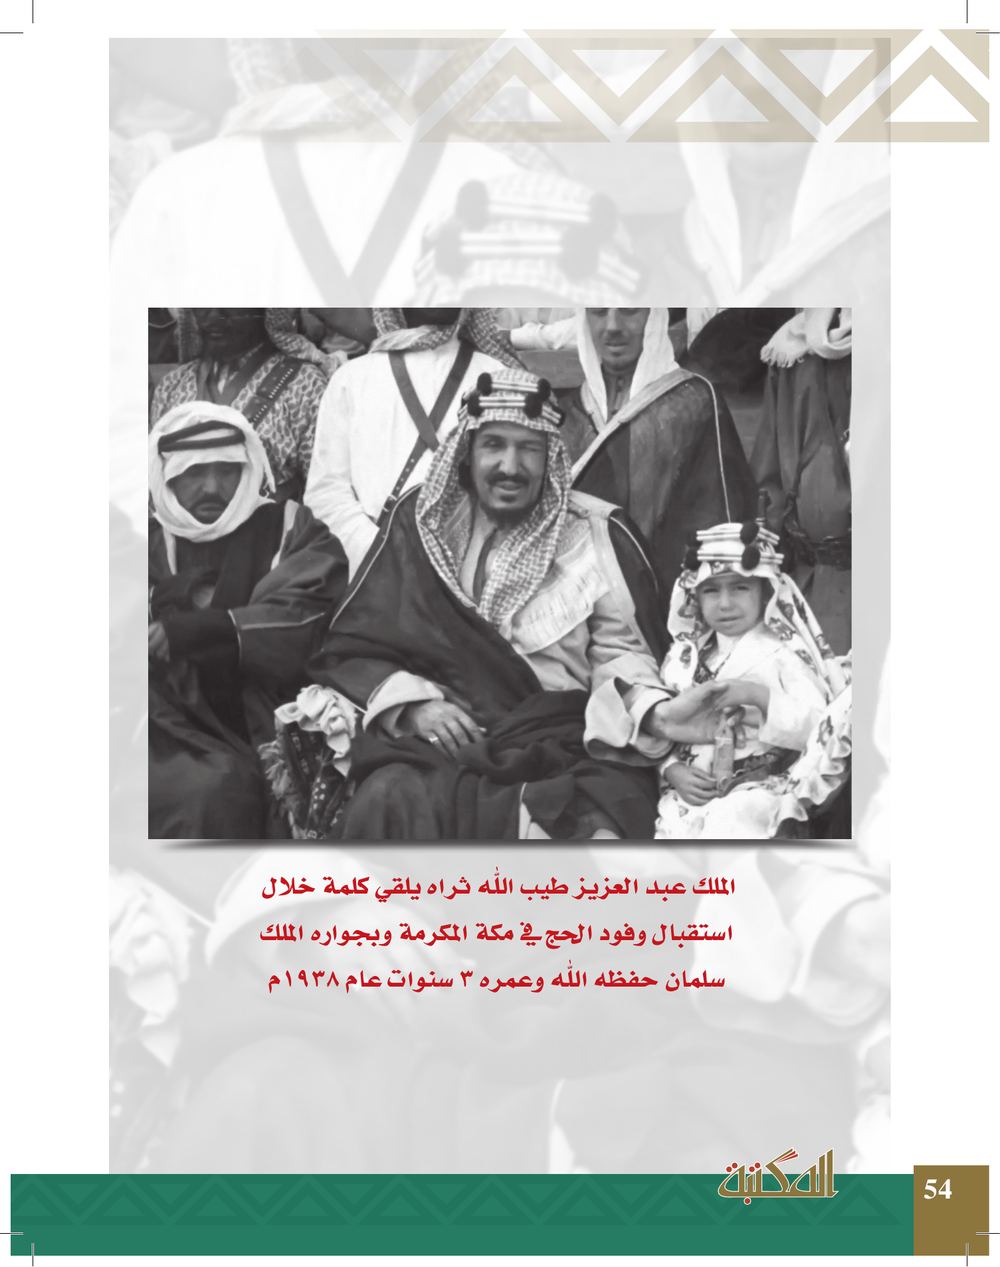 الملك عبد العزيز طيب الله ثراه يلقي كلمة خلال
استقبال وفود الحج في مكة المكرمة وبجواره الملك
سلمان حفظه الله وعمره ٣ سنوات عام ١٩٣٨م
المكتبة
54